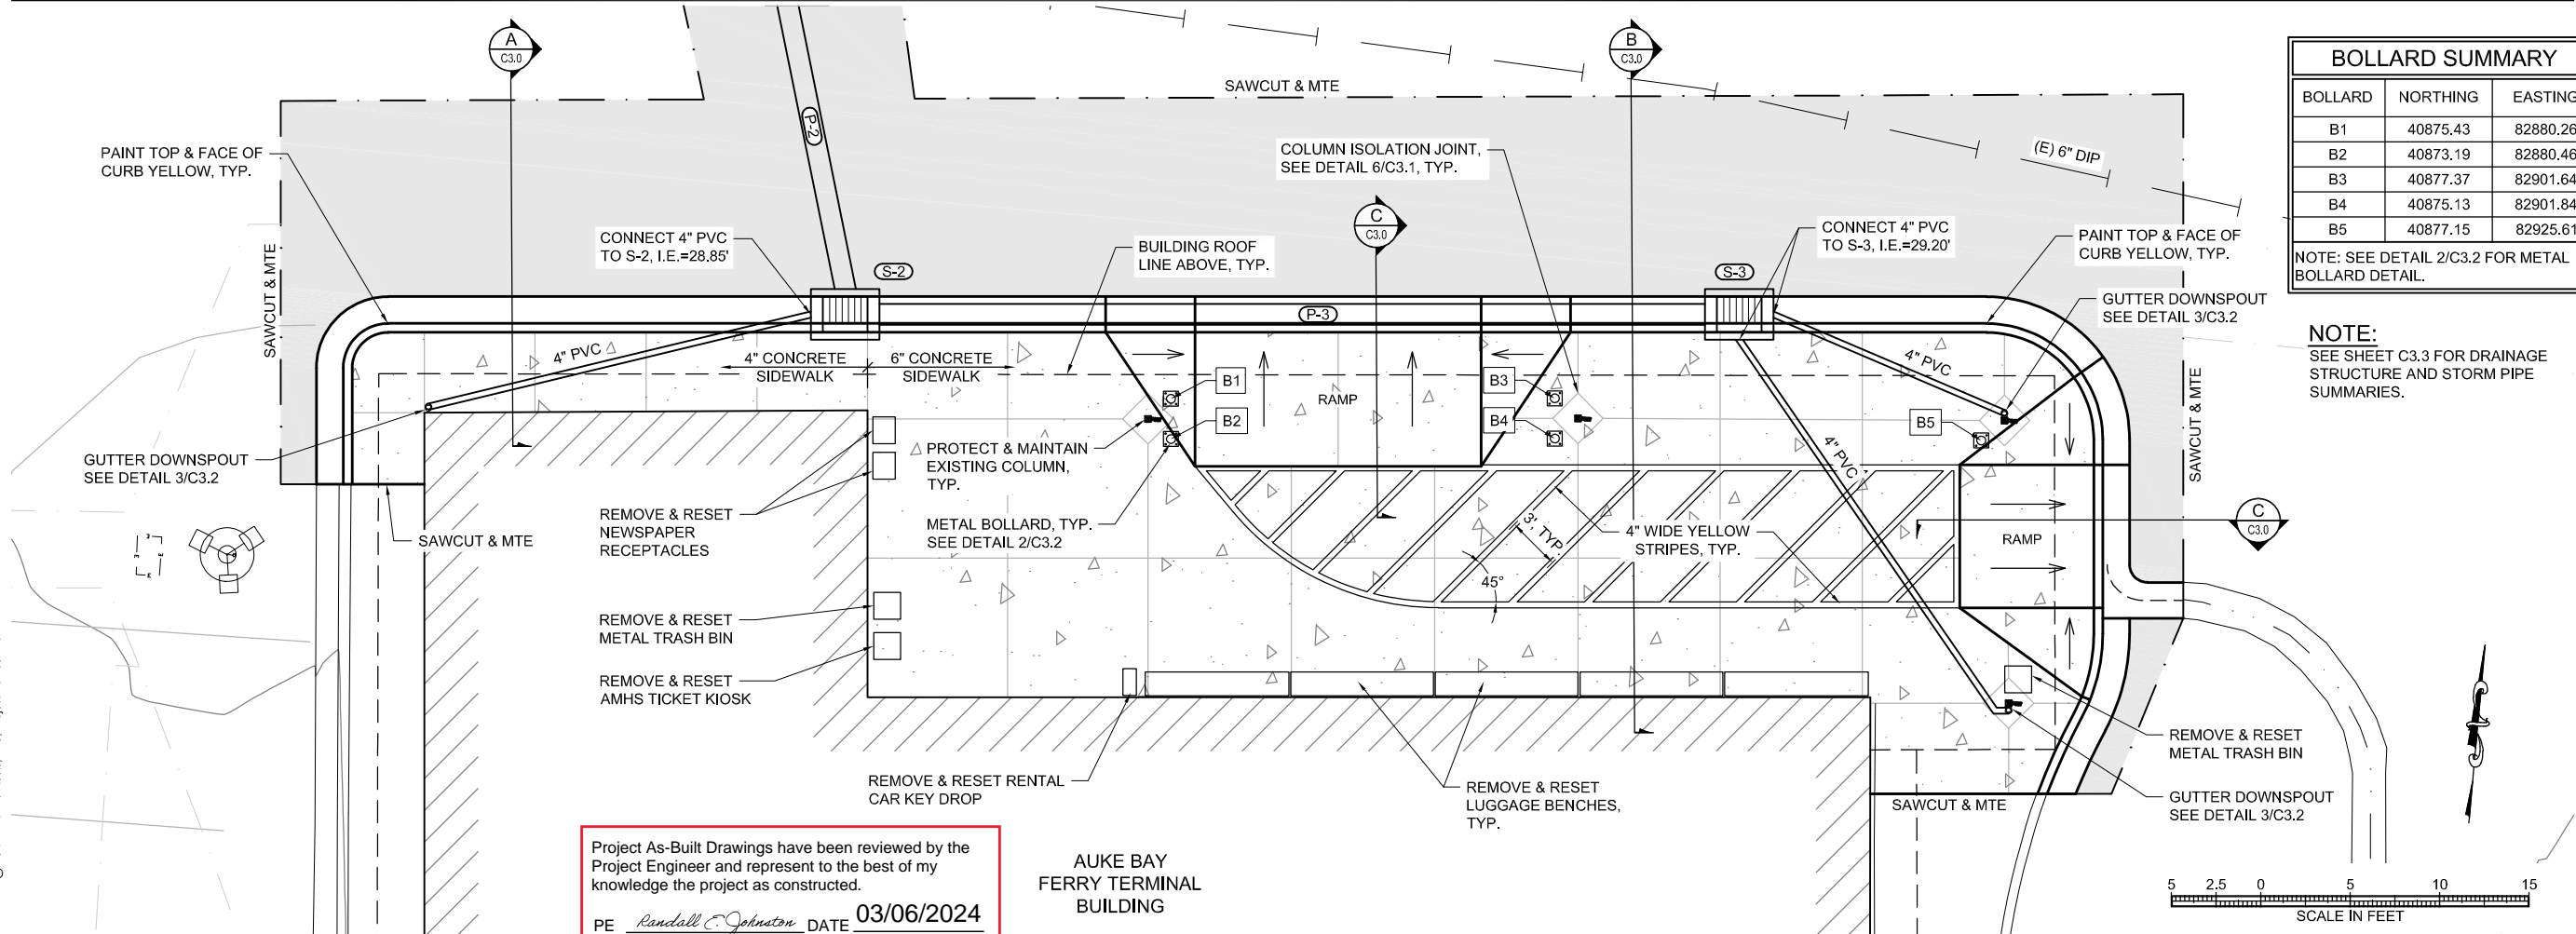 A
C3.0
B
C3.0
SAWCUT & MTE
P-2
(E) 6" DIP
BOLLARD SUMMARY
BOLLARD NORTHING EASTING
B1 40875.43 82880.26
B2 40873.19 82880.46
B3 40877.37 82901.64
B4 40875.13 82901.84
B5 40877.15 82925.61
NOTE: SEE DETAIL 2/C3.2 FOR METAL
BOLLARD DETAIL.
NOTE:
SEE SHEET C3.3 FOR DRAINAGE
STRUCTURE AND STORM PIPE
SUMMARIES.
PAINT TOP & FACE OF
CURB YELLOW, TYP.
SAWCUT & MTE
CONNECT 4" PVC
TO S-2, I.E.=28.85'
S-2
BUILDING ROOF
LINE ABOVE, TYP.
COLUMN ISOLATION JOINT,
SEE DETAIL 6/C3.1, TYP.
C
C3.0
CONNECT 4" PVC
TO S-3, I.E.=29.20'
S-3
PAINT TOP & FACE OF
CURB YELLOW, TYP.
GUTTER DOWNSPOUT
SEE DETAIL 3/C3.2
P-3
4" PVC
4" CONCRETE
SIDEWALK
6" CONCRETE
SIDEWALK
B1
B2
RAMP
B3
B4
4" PVC
B5
SAWCUT & MTE
GUTTER DOWNSPOUT
SEE DETAIL 3/C3.2
SAWCUT & MTE
PROTECT & MAINTAIN
EXISTING COLUMN,
TYP.
REMOVE & RESET
NEWSPAPER
RECEPTACLES
METAL BOLLARD, TYP.
SEE DETAIL 2/C3.2
3', TYP.
45°
4" WIDE YELLOW
STRIPES, TYP.
4" PVC
RAMP
C
C3.0
REMOVE & RESET
METAL TRASH BIN
REMOVE & RESET
AMHS TICKET KIOSK
REMOVE & RESET RENTAL
CAR KEY DROP
REMOVE & RESET
LUGGAGE BENCHES,
TYP.
SAWCUT & MTE
REMOVE & RESET
METAL TRASH BIN
GUTTER DOWNSPOUT
SEE DETAIL 3/C3.2
Project As-Built Drawings have been reviewed by the
Project Engineer and represent to the best of my
knowledge the project as constructed.
PE Randall E. Johnston DATE 03/06/2024
AUKE BAY
FERRY TERMINAL
BUILDING
5 2.5 0 5 10 15
SCALE IN FEET